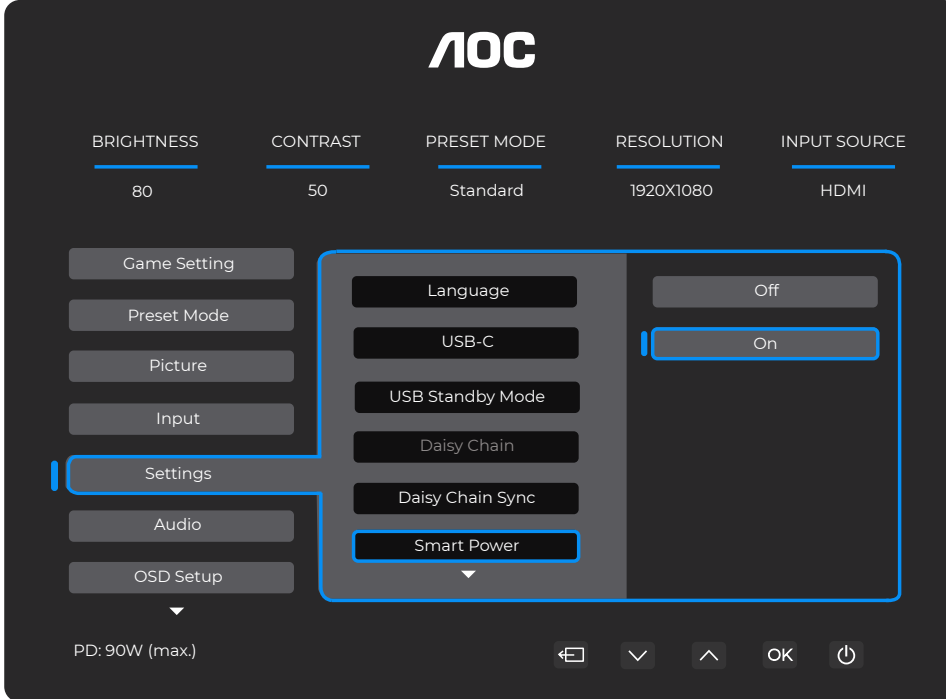 AOC
BRIGHTNESS CONTRAST PRESET MODE RESOLUTION INPUT SOURCE
80 50 Standard 1920X1080 HDMI
Game Setting
Preset Mode
Picture
Input
Settings
Audio
OSD Setup
Language
USB-C
USB Standby Mode
Daisy Chain
Daisy Chain Sync
Smart Power
Off
On
PD: 90W (max.)
OK